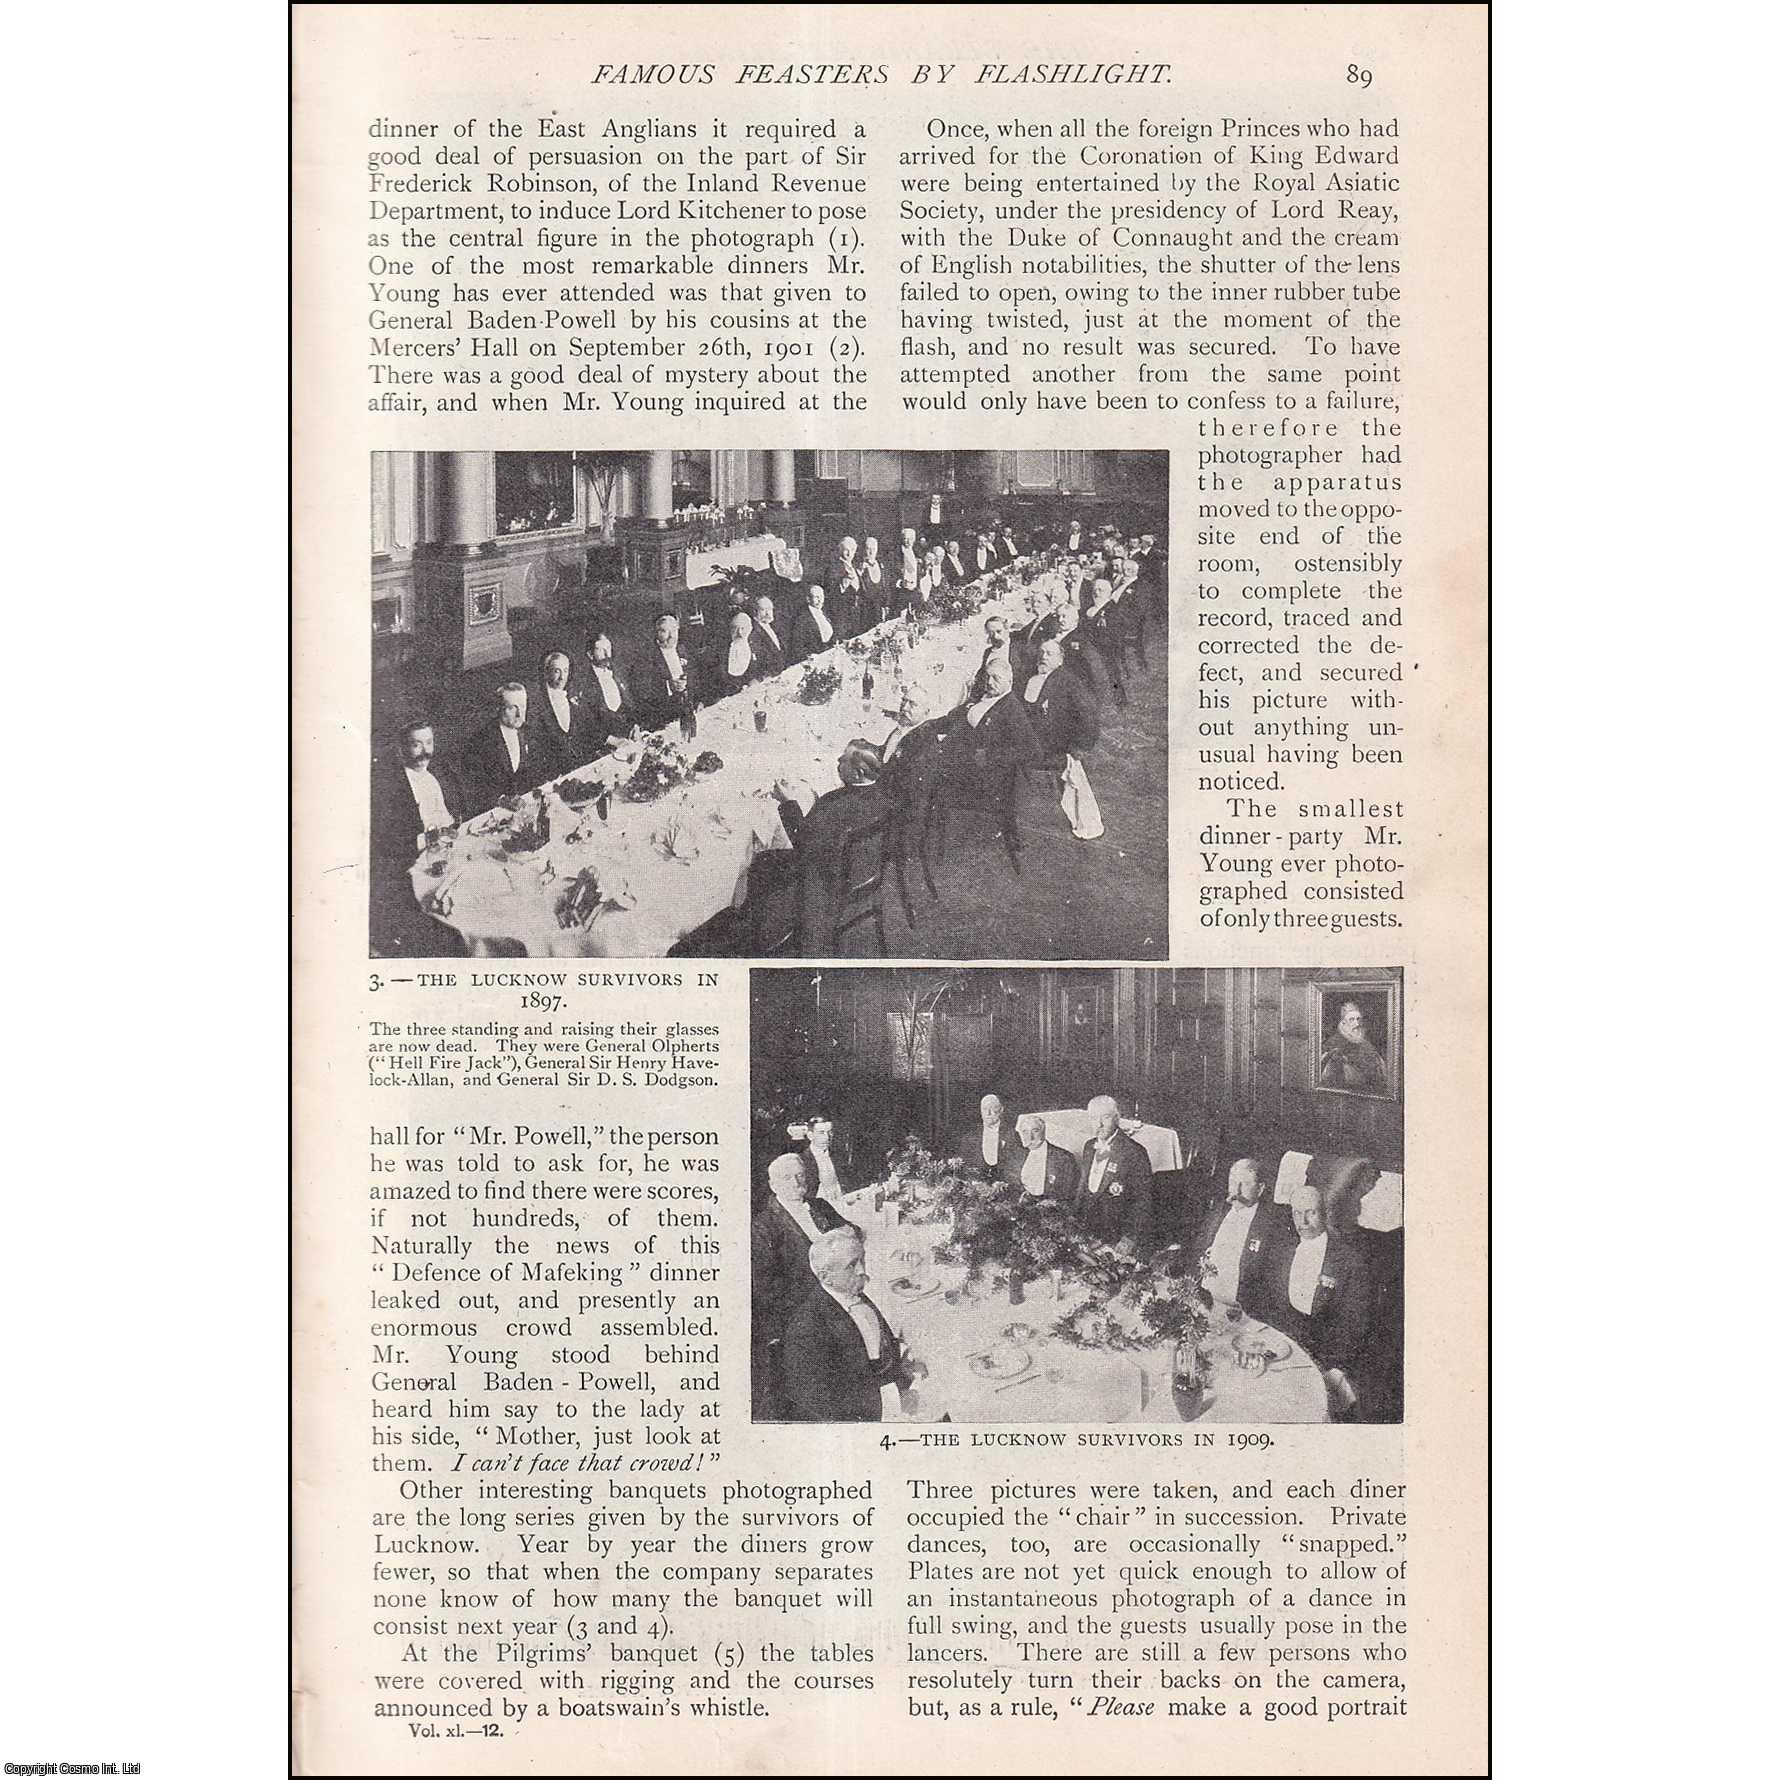 FAMOUS FEASTERS BY FLASHLIGHT.
89
dinner of the East Anglians it required a
good deal of persuasion on the part of Sir
Frederick Robinson, of the Inland Revenue
Department, to induce Lord Kitchener to pose
as the central figure in the photograph (1).
One of the most remarkable dinners Mr.
Young has ever attended was that given to
General Baden-Powell by his cousins at the
Mercers' Hall on September 26th, 1901 (2).
There was a good deal of mystery about the
affair, and when Mr. Young inquired at the
3.—THE LUCKNOW SURVIVORS IN
1897.
The three standing and raising their glasses
are now dead. They were General Olpherts
("Hell Fire Jack"), General Sir Henry Have-
lock-Allan, and General Sir D. S. Dodgson.
hall for "Mr. Powell," the person
he was told to ask for, he was
amazed to find there were scores,
if not hundreds, of them.
Naturally the news of this
"Defence of Mafeking" dinner
leaked out, and presently an
enormous crowd assembled.
Mr. Young stood behind
General Baden-Powell, and
heard him say to the lady at
his side, "Mother, just look at
them. I can't face that crowd!"
Other interesting banquets photographed
are the long series given by the survivors of
Lucknow. Year by year the diners grow
fewer, so that when the company separates
none know of how many the banquet will
consist next year (3 and 4).
At the Pilgrims' banquet (5) the tables
were covered with rigging and the courses
announced by a boatswain's whistle.
Vol. xl.—12.
Once, when all the foreign Princes who had
arrived for the Coronation of King Edward
were being entertained by the Royal Asiatic
Society, under the presidency of Lord Reay,
with the Duke of Connaught and the cream
of English notabilities, the shutter of the lens
failed to open, owing to the inner rubber tube
having twisted, just at the moment of the
flash, and no result was secured. To have
attempted another from the same point
would only have been to confess to a failure,
therefore the
photographer had
the apparatus
moved to the oppo-
site end of the
room, ostensibly
to complete the
record, traced and
corrected the de-
fect, and secured
his picture with-
out anything un-
usual having been
noticed.
The smallest
dinner-party Mr.
Young ever photo-
graphed consisted
of only three guests.
4.—THE LUCKNOW SURVIVORS IN 1909.
Three pictures were taken, and each diner
occupied the "chair" in succession. Private
dances, too, are occasionally "snapped."
Plates are not yet quick enough to allow of
an instantaneous photograph of a dance in
full swing, and the guests usually pose in the
lancers. There are still a few persons who
resolutely turn their backs on the camera,
but, as a rule, "Please make a good portrait
Copyright Cosmo Int. Ltd